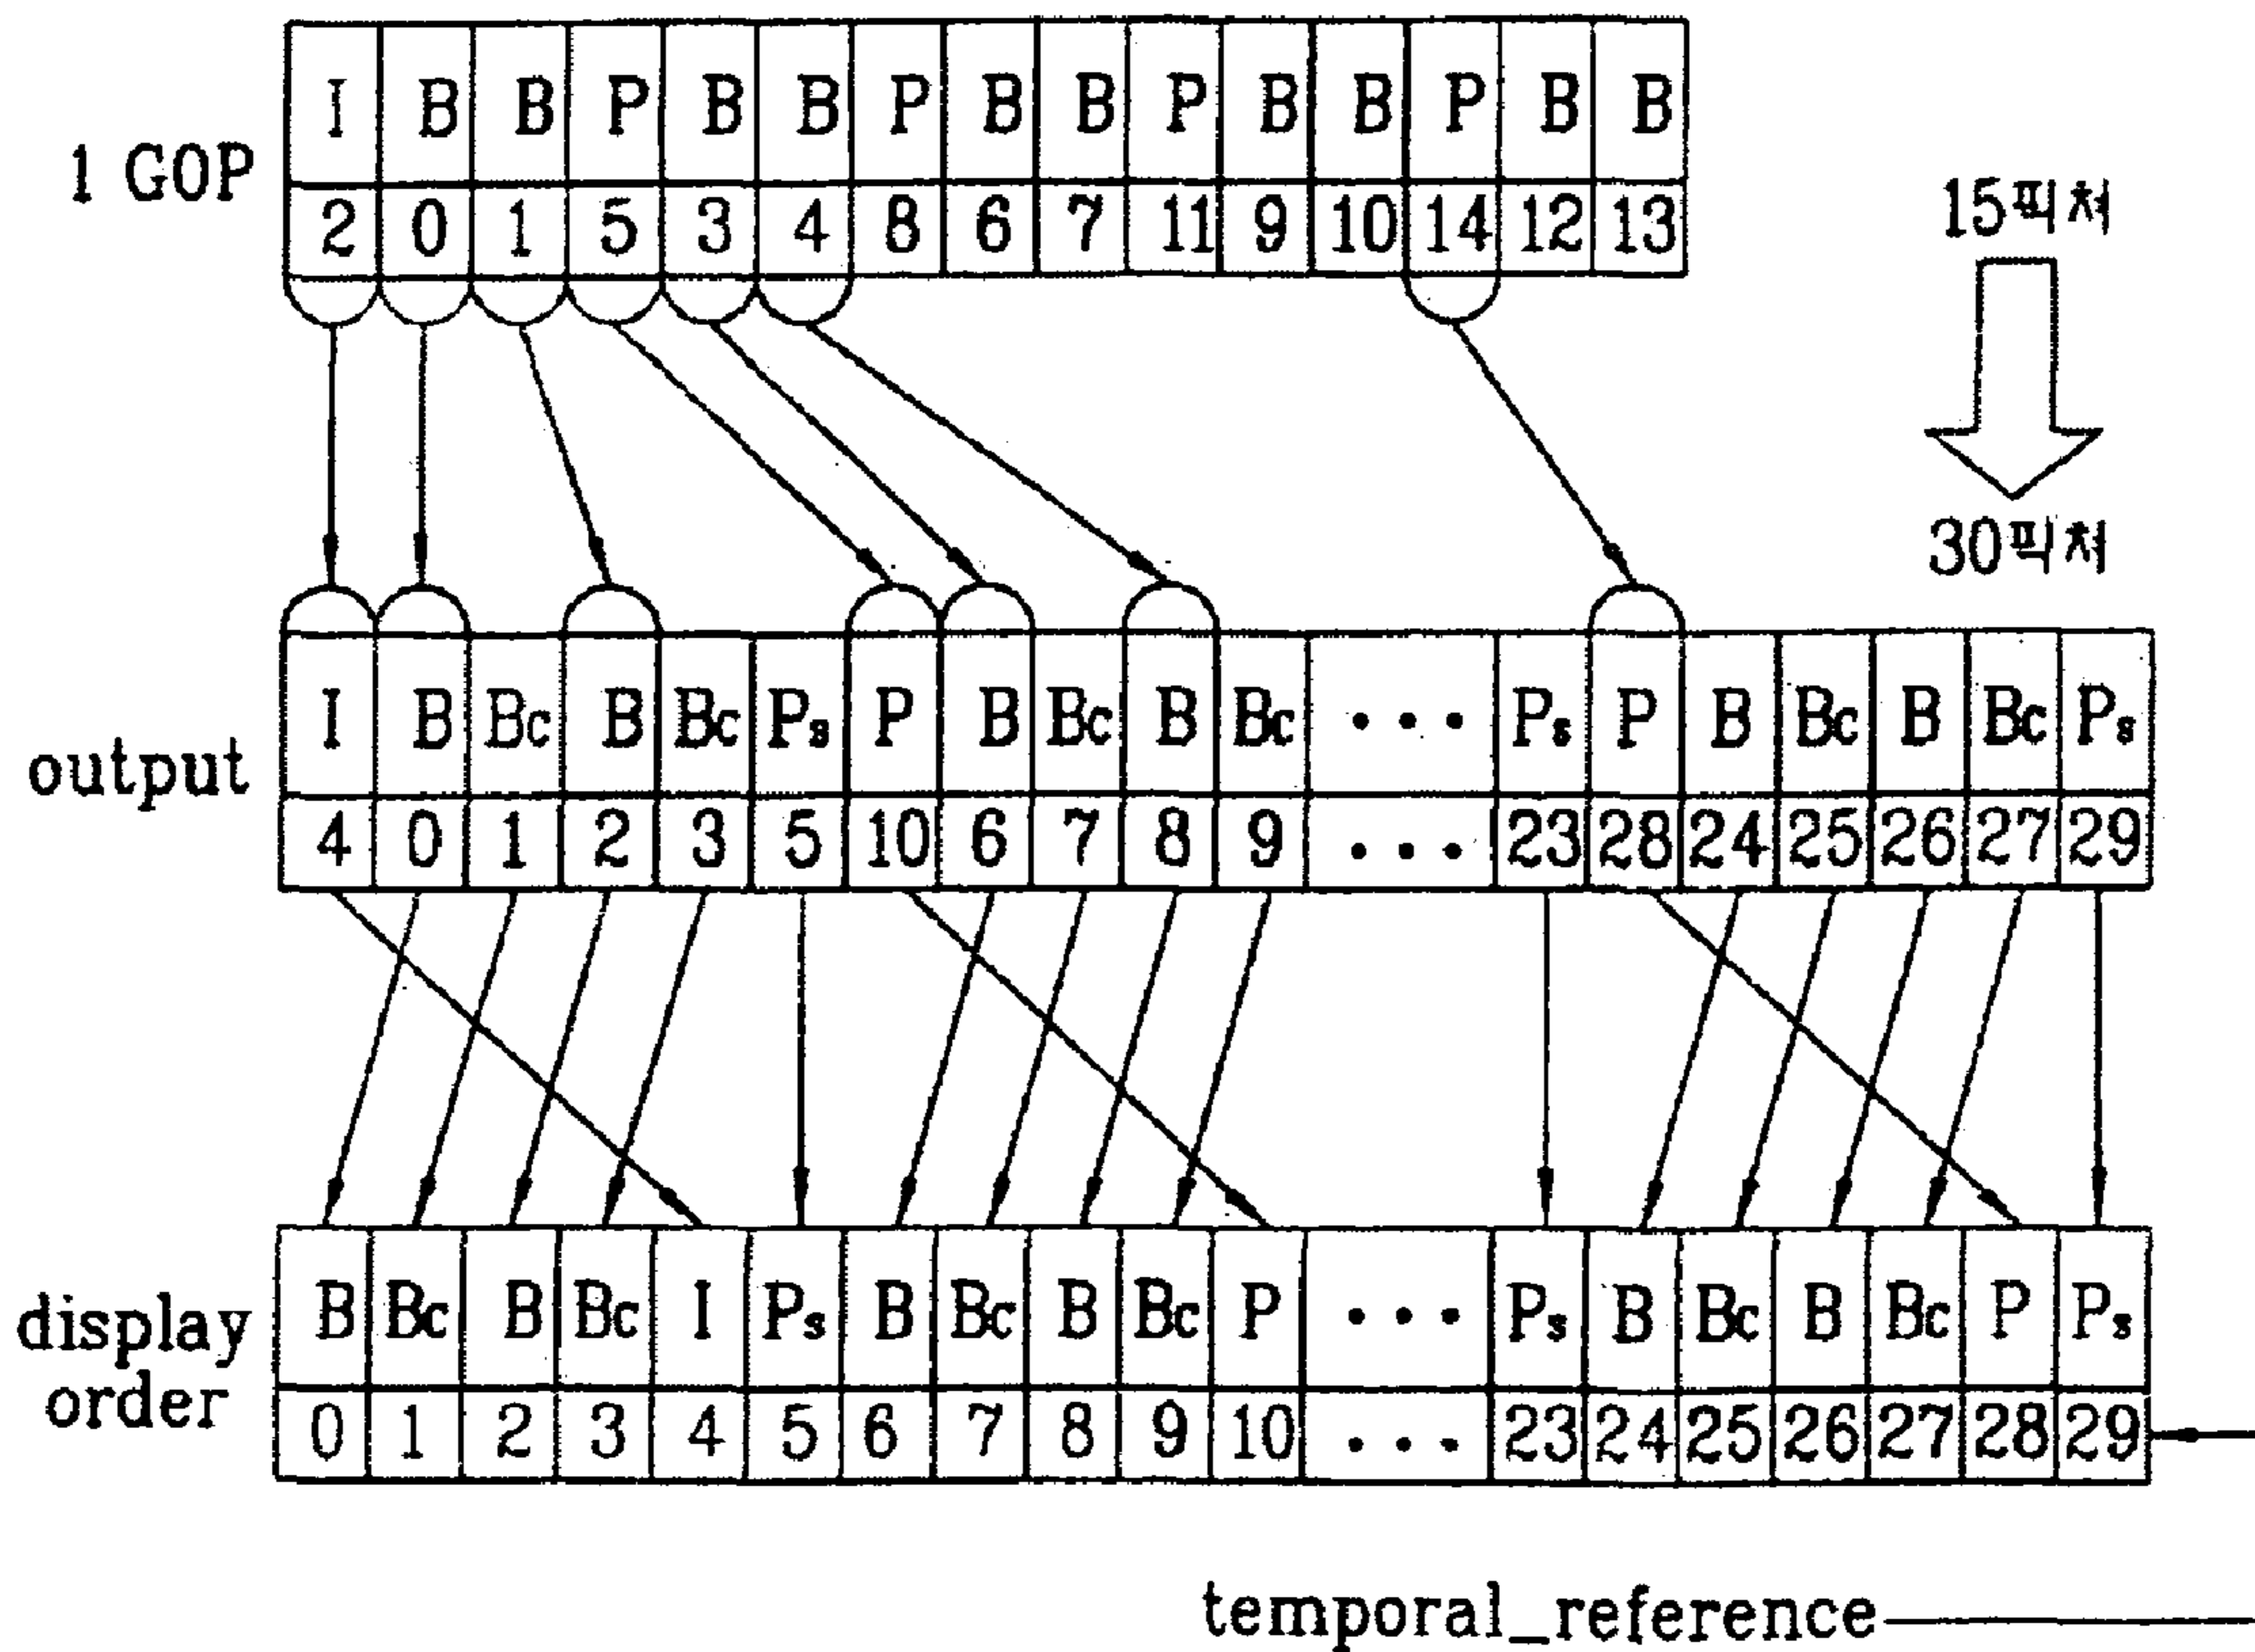 I B B P B B P B B P B B P B B
1 GOP
2 0 1 5 3 4 8 6 7 11 9 10 14 12 13
15픽처
30픽처
I B Bc B Bc Ps P B Bc B Bc ... Ps P B Bc B Bc Ps
output
4 0 1 2 3 5 10 6 7 8 9 ... 23 28 24 25 26 27 29
B Bc B Bc I Ps B Bc B Bc P ... Ps B Bc B Bc P Ps
display
order
0 1 2 3 4 5 6 7 8 9 10 ... 23 24 25 26 27 28 29
temporal_reference